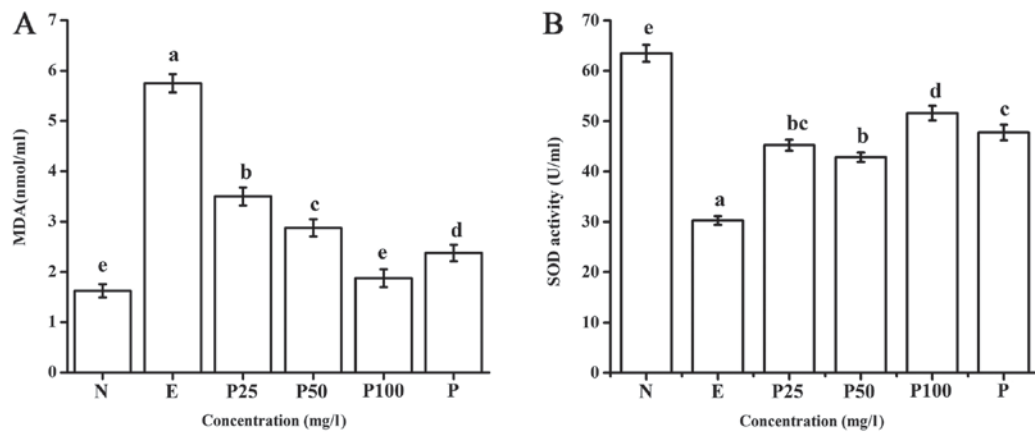 A
7
a
6
5
MDA(nmol/ml)
4
b
c
3
d
e
e
2
1
0
N E P25 P50 P100 P
Concentration (mg/l)
B
70
e
60
d
c
50
bc
b
SOD activity (U/ml)
40
a
30
20
10
0
N E P25 P50 P100 P
Concentration (mg/l)